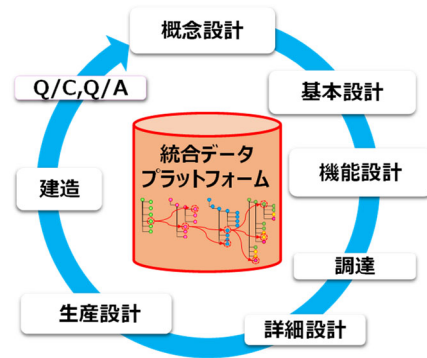 概念設計
基本設計
機能設計
調達
詳細設計
生産設計
建造
Q/C,Q/A
統合データ
プラットフォーム